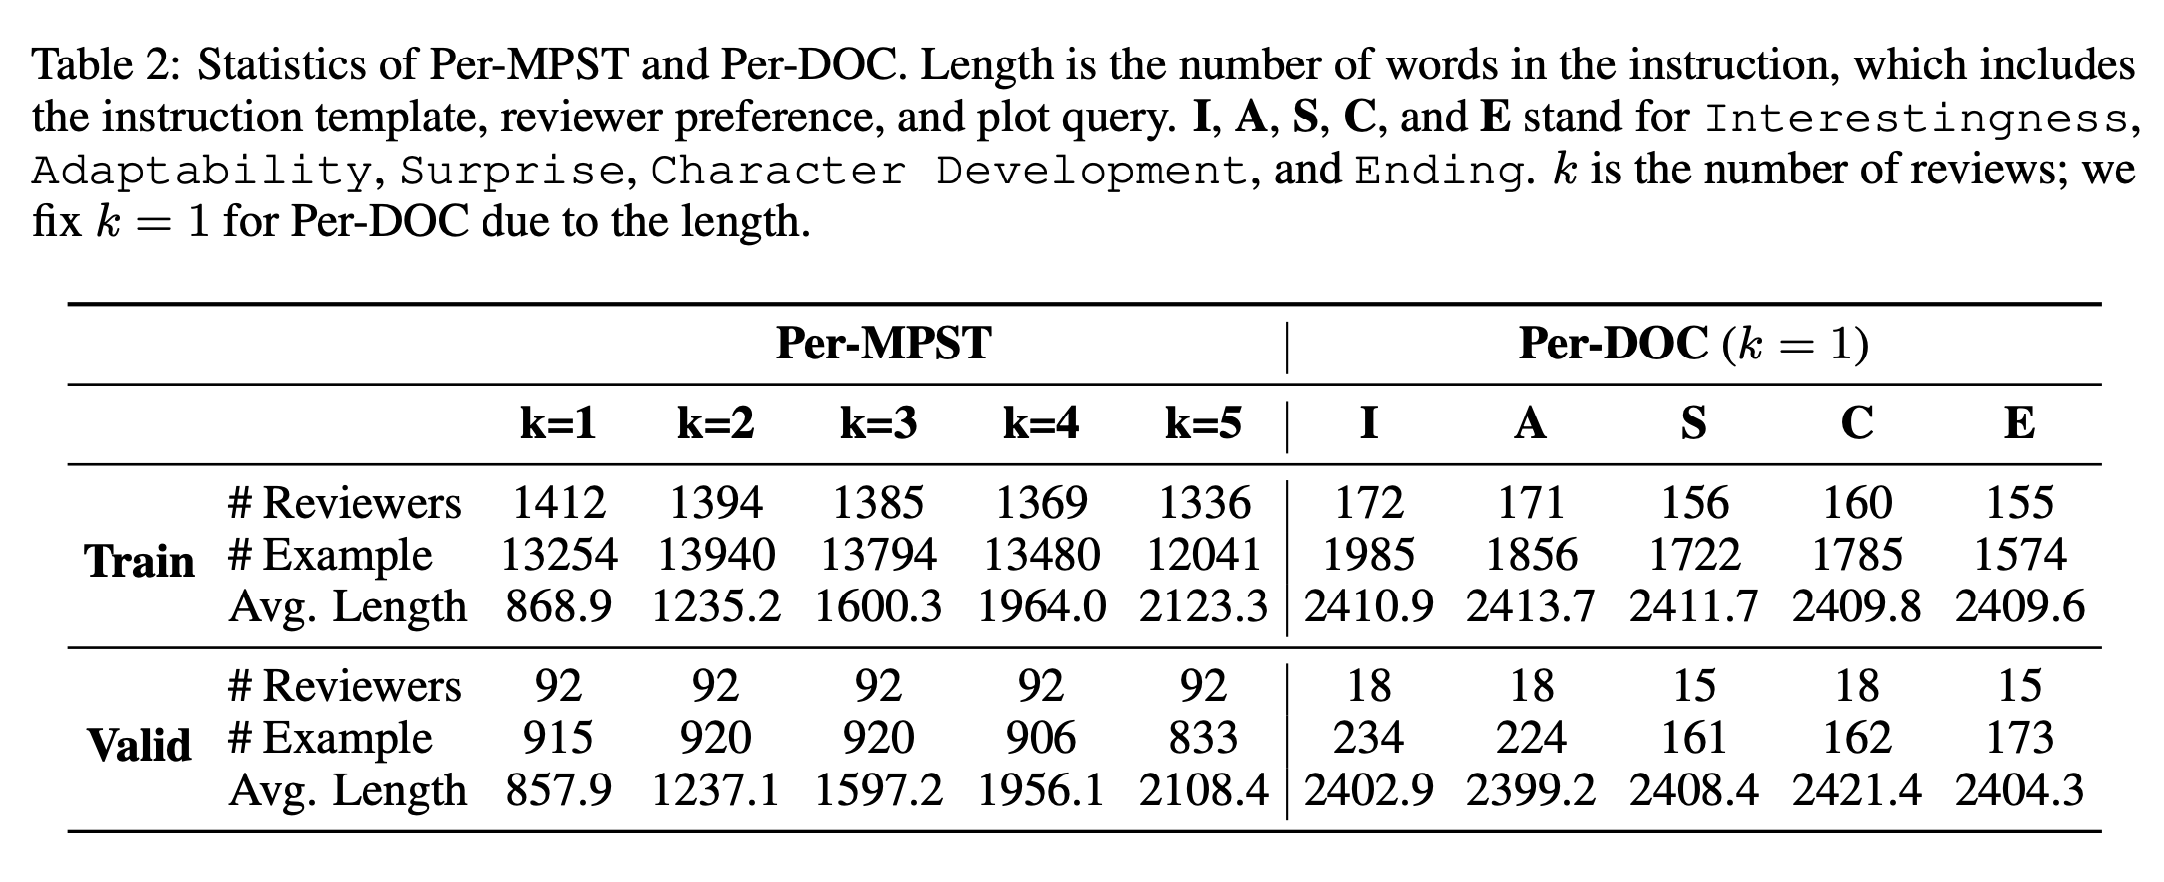 Table 2: Statistics of Per-MPST and Per-DOC. Length is the number of words in the instruction, which includes
the instruction template, reviewer preference, and plot query. I, A, S, C, and E stand for Interestingness,
Adaptability, Surprise, Character Development, and Ending. k is the number of reviews; we
fix k = 1 for Per-DOC due to the length.
Per-MPST Per-DOC (k = 1)
k=1 k=2 k=3 k=4 k=5 I A S C E
# Reviewers 1412 1394 1385 1369 1336 172 171 156 160 155
Train # Example 13254 13940 13794 13480 12041 1985 1856 1722 1785 1574
Avg. Length 868.9 1235.2 1600.3 1964.0 2123.3 2410.9 2413.7 2411.7 2409.8 2409.6
# Reviewers 92 92 92 92 92 18 18 15 18 15
Valid # Example 915 920 920 906 833 234 224 161 162 173
Avg. Length 857.9 1237.1 1597.2 1956.1 2108.4 2402.9 2399.2 2408.4 2421.4 2404.3